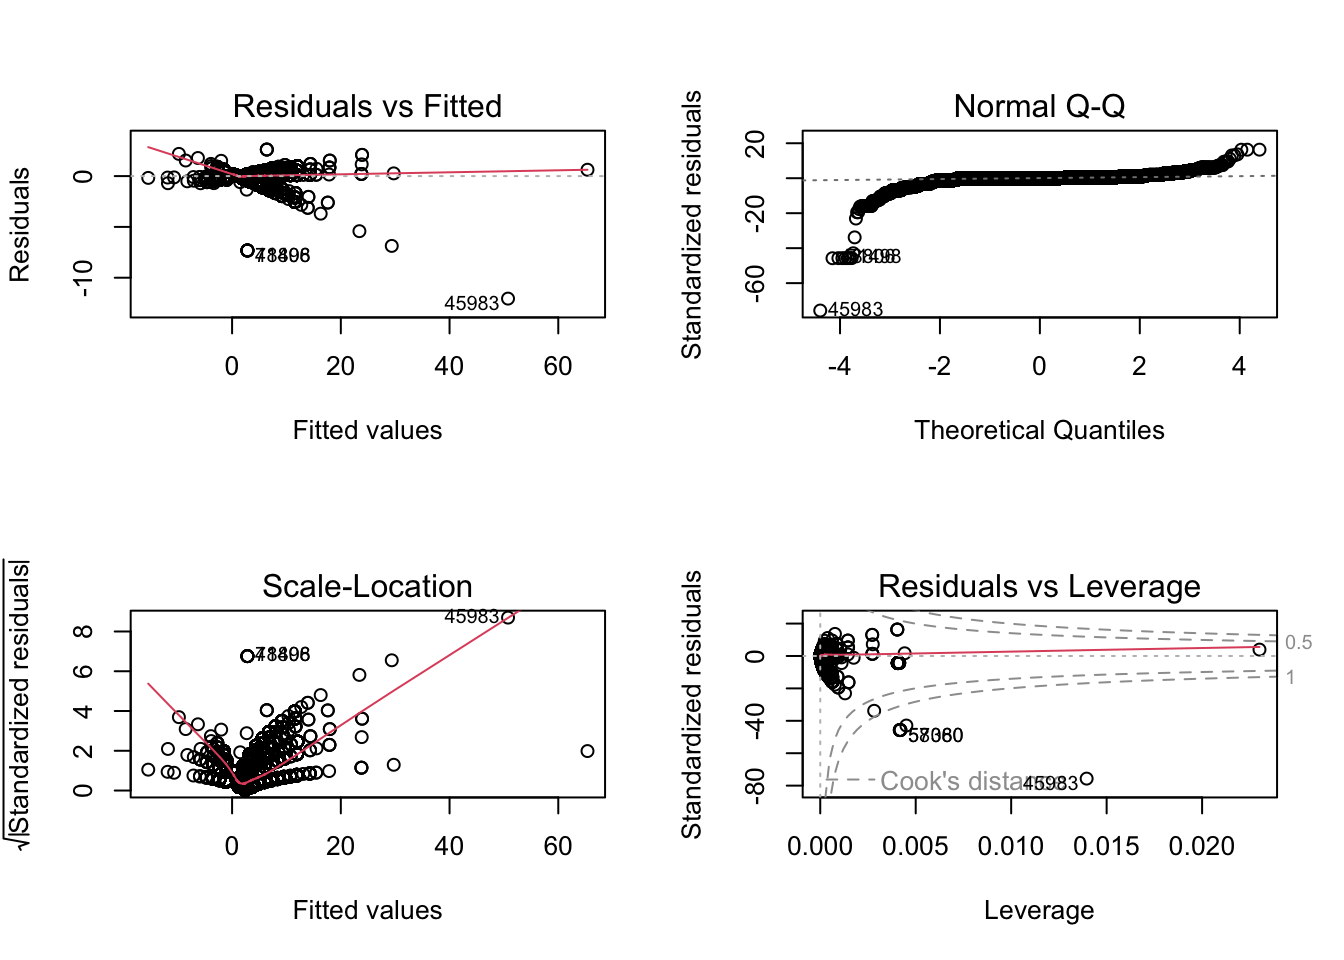 Residuals vs Fitted
Residuals
0
-10
45983
0 20 40 60
Fitted values
Normal Q-Q
Standardized residuals
20
-20
-60
45983
-4 -2 0 2 4
Theoretical Quantiles
Scale-Location
√|Standardized residuals|
8
6
4
2
0
45983
0 20 40 60
Fitted values
Residuals vs Leverage
Standardized residuals
0
-40
-80
0.5
1
Cook's distance
45983
0.000 0.005 0.010 0.015 0.020
Leverage